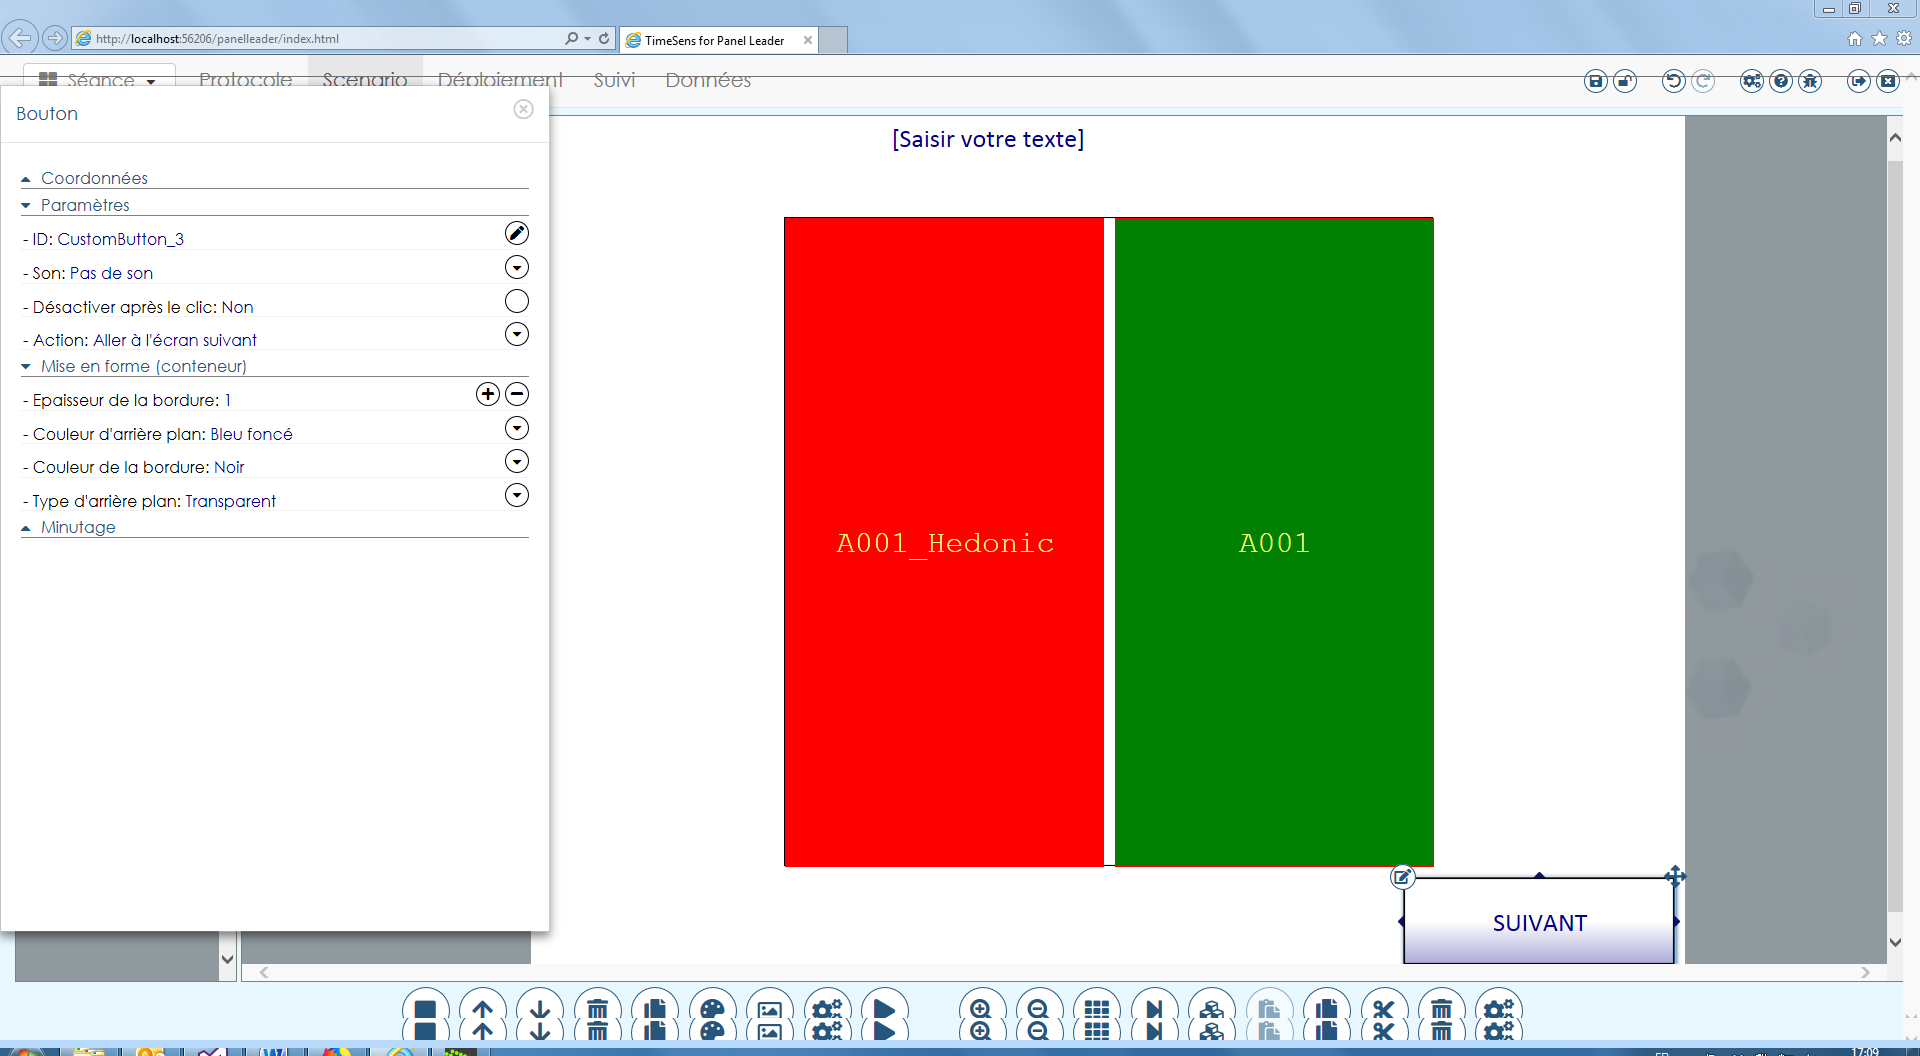 http://localhost:56206/panelleader/index.html
TimeSens for Panel Leader
Séance
Protocole
Scenario
Déploiement
Suivi
Données
Bouton
Coordonnées
Paramètres
- ID: CustomButton_3
- Son: Pas de son
- Désactiver après le clic: Non
- Action: Aller à l'écran suivant
Mise en forme (conteneur)
- Epaisseur de la bordure: 1
- Couleur d'arrière plan: Bleu foncé
- Couleur de la bordure: Noir
- Type d'arrière plan: Transparent
Minutage
[Saisir votre texte]
A001_Hedonic
A001
SUIVANT
FR
17:09